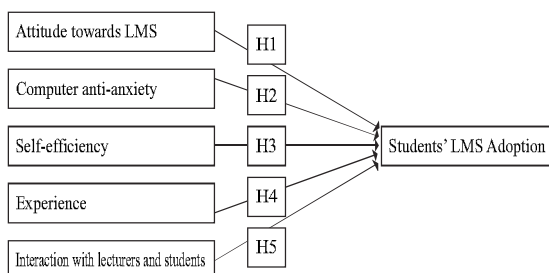 Attitude towards LMS
H1
Computer anti-anxiety
H2
Self-efficiency
H3
Students' LMS Adoption
Experience
H4
Interaction with lecturers and students
H5